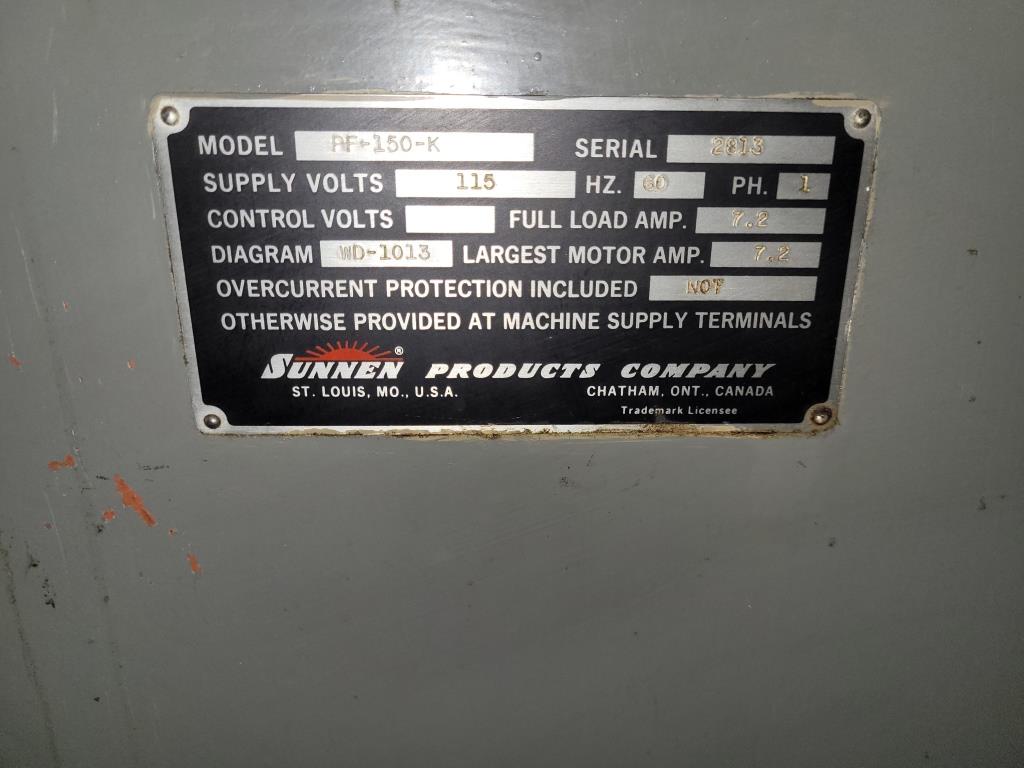 MODEL PF-150-K SERIAL 2813
SUPPLY VOLTS 115 HZ. 60 PH. 1
CONTROL VOLTS FULL LOAD AMP. 7.2
DIAGRAM WD-1013 LARGEST MOTOR AMP. 7.2
OVERCURRENT PROTECTION INCLUDED NOT
OTHERWISE PROVIDED AT MACHINE SUPPLY TERMINALS
SUNNEN® PRODUCTS COMPANY
ST. LOUIS, MO., U.S.A. CHATHAM, ONT., CANADA
Trademark Licensee